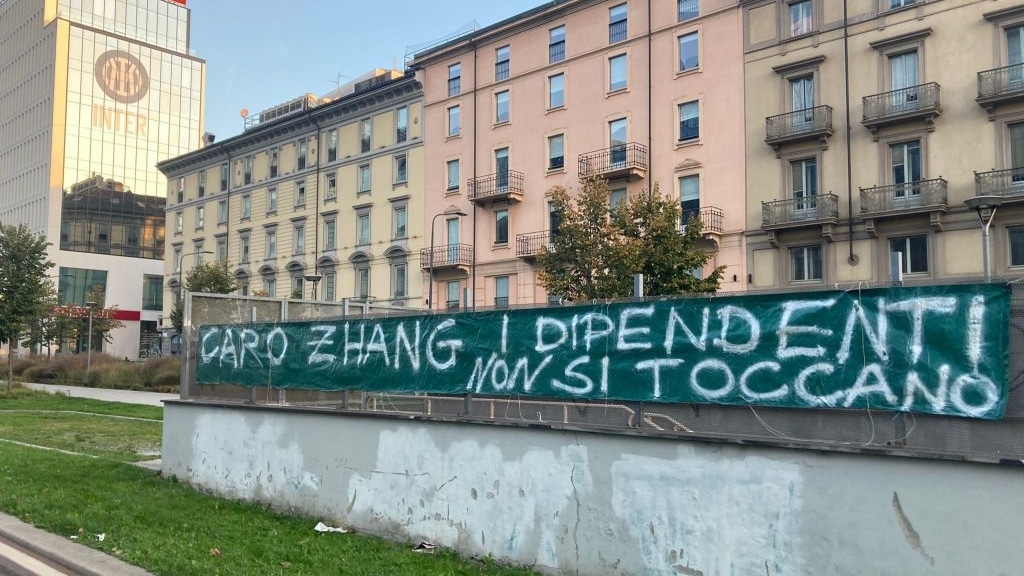 INTER
CARO ZHANG I DIPENDENTI
NON SI TOCCANO